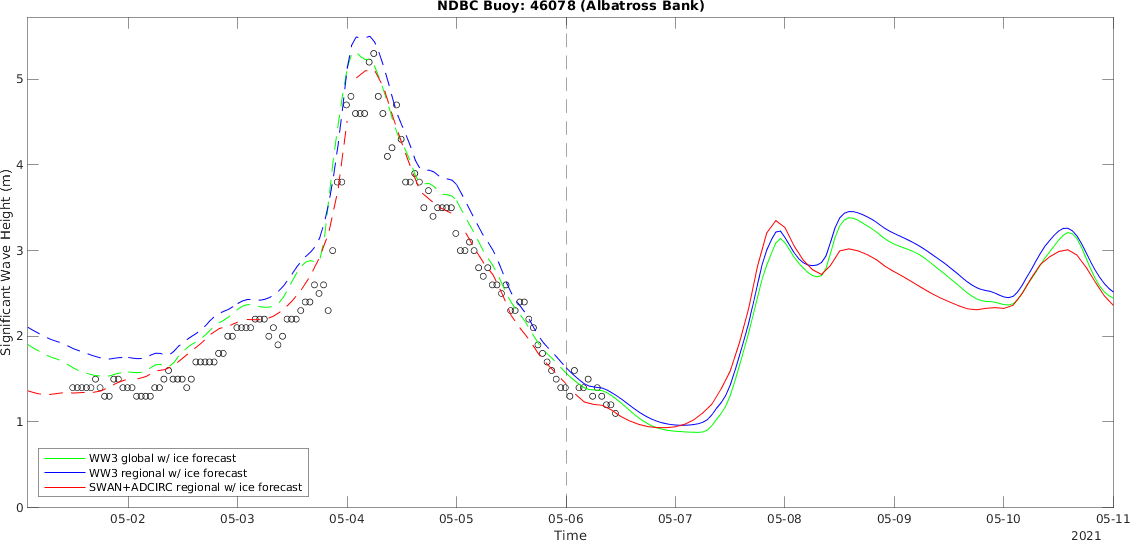 NDBC Buoy: 46078 (Albatross Bank)
Significant Wave Height (m)
5
4
3
2
1
0
WW3 global w/ ice forecast
WW3 regional w/ ice forecast
SWAN+ADCIRC regional w/ ice forecast
05-02 05-03 05-04 05-05 05-06 05-07 05-08 05-09 05-10 05-11
Time
2021